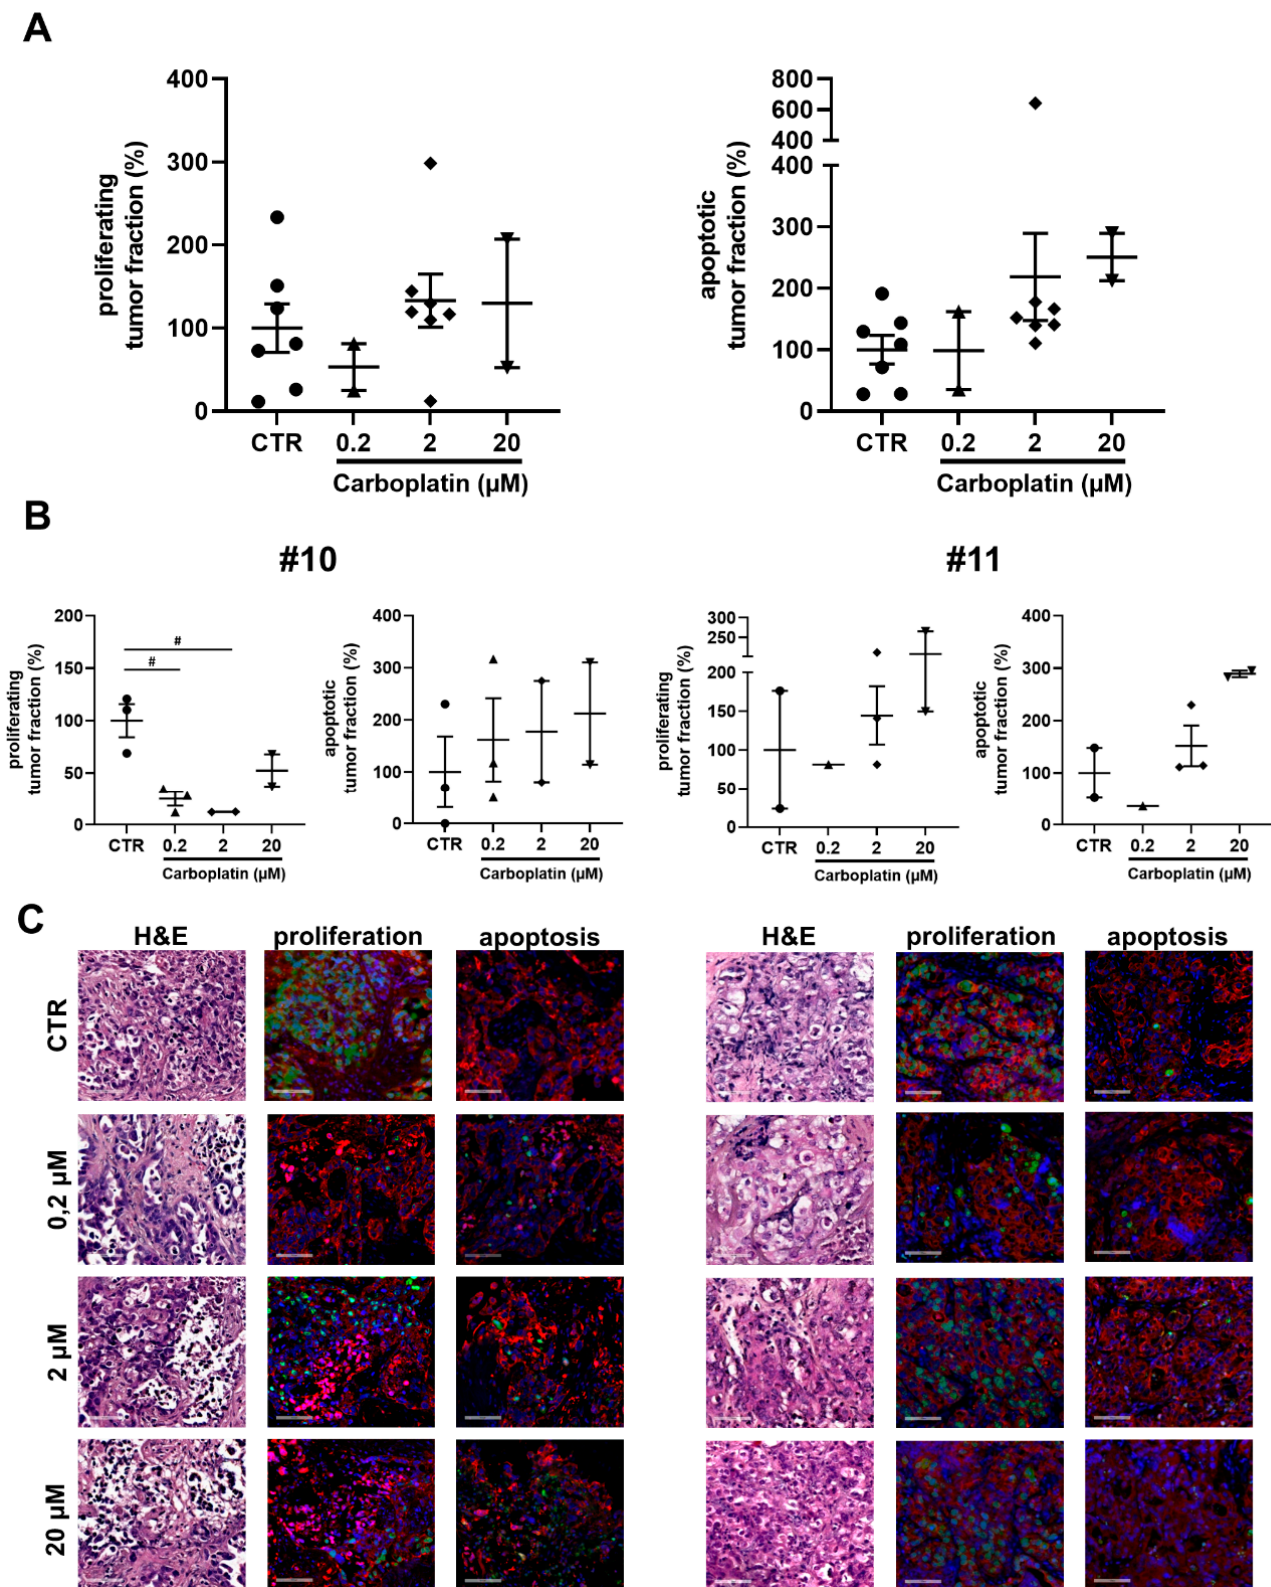 A
proliferating
tumor fraction (%)
400
300
200
100
0
CTR 0.2 2 20
Carboplatin (µM)
apoptotic
tumor fraction (%)
800
600
400
400
300
200
100
0
CTR 0.2 2 20
Carboplatin (µM)
B
#10
#11
proliferating
tumor fraction (%)
200
150
100
50
0
# 
#
CTR 0.2 2 20
Carboplatin (µM)
apoptotic
tumor fraction (%)
400
300
200
100
0
CTR 0.2 2 20
Carboplatin (µM)
proliferating
tumor fraction (%)
300
250
200
150
100
50
0
CTR 0.2 2 20
Carboplatin (µM)
apoptotic
tumor fraction (%)
400
300
200
100
0
CTR 0.2 2 20
Carboplatin (µM)
C
H&E proliferation apoptosis H&E proliferation apoptosis
CTR
0,2 µM
2 µM
20 µM